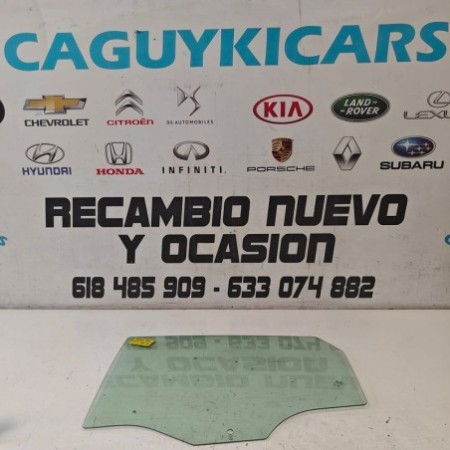 CAGUYKICARS
CHEVROLET CITROËN DS AUTOMOBILES KIA LAND ROVER LEXUS
HYUNDAI HONDA INFINITI PORSCHE RENAULT SUBARU
RECAMBIO NUEVO
Y OCASION
618 485 909 - 633 074 882